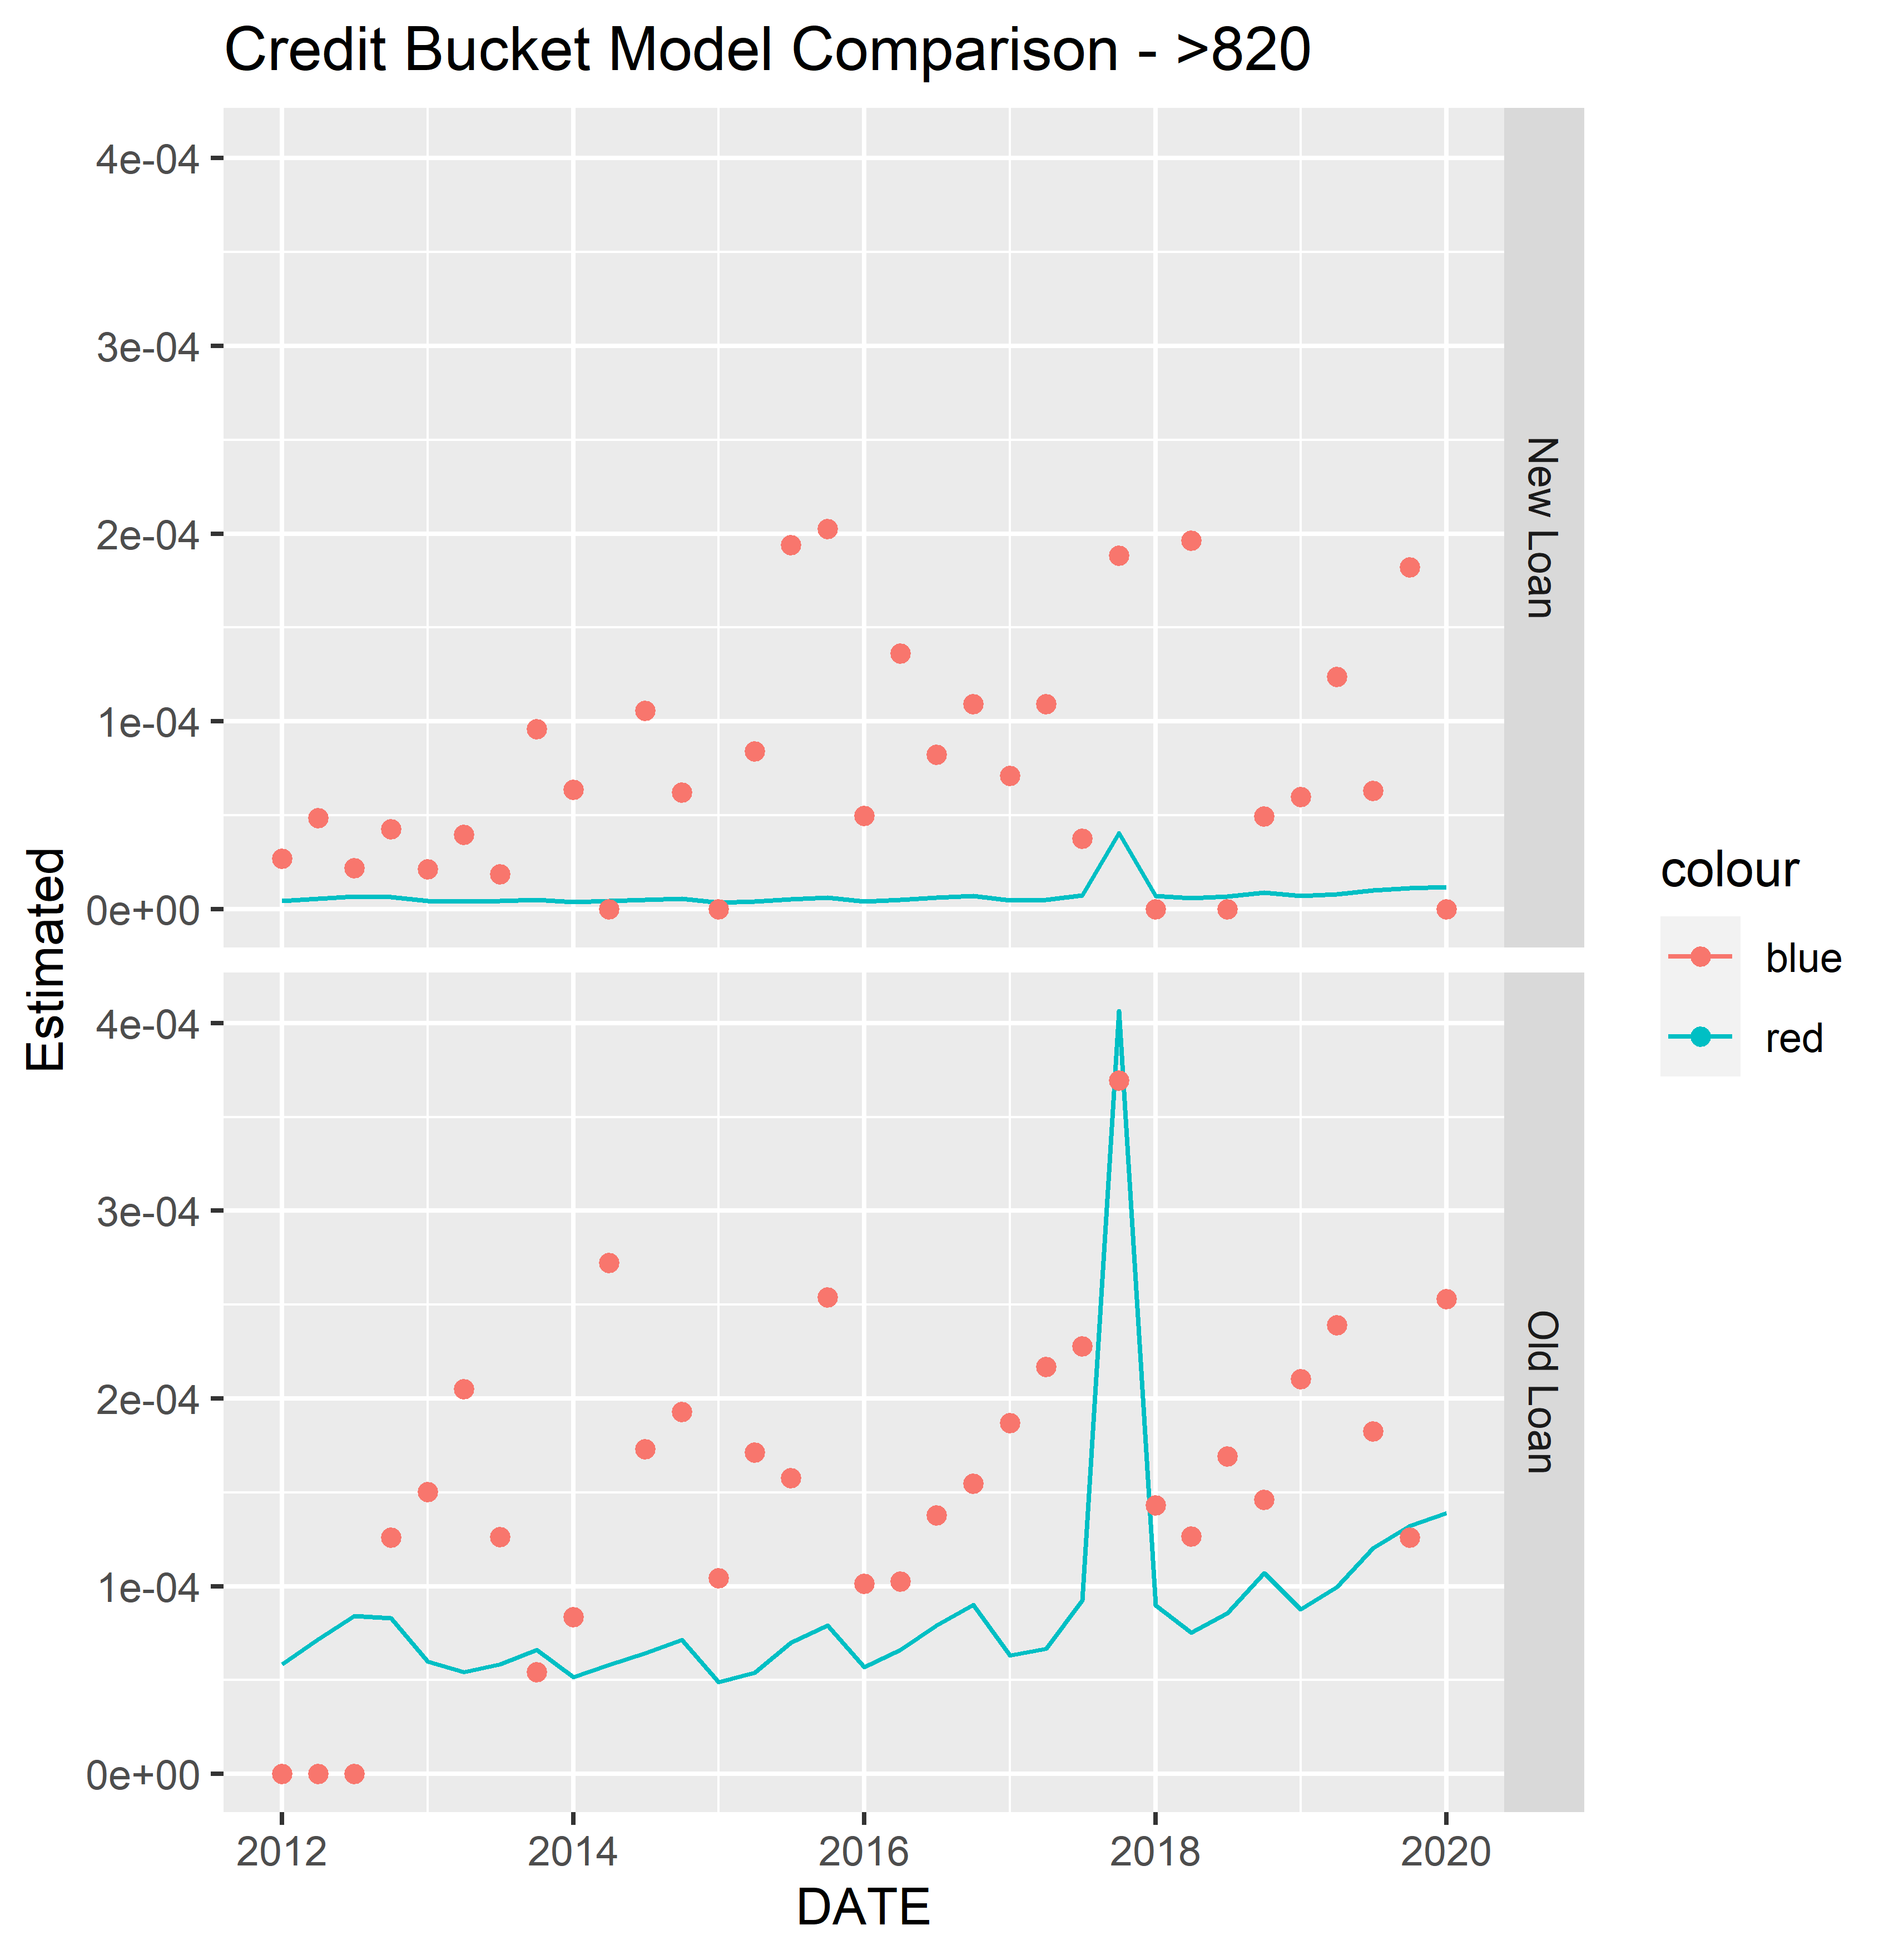 Credit Bucket Model Comparison - >820
4e-04
3e-04
2e-04
1e-04
0e+00
New Loan
4e-04
3e-04
2e-04
1e-04
0e+00
Old Loan
2012 2014 2016 2018 2020
DATE
Estimated
colour
blue
red